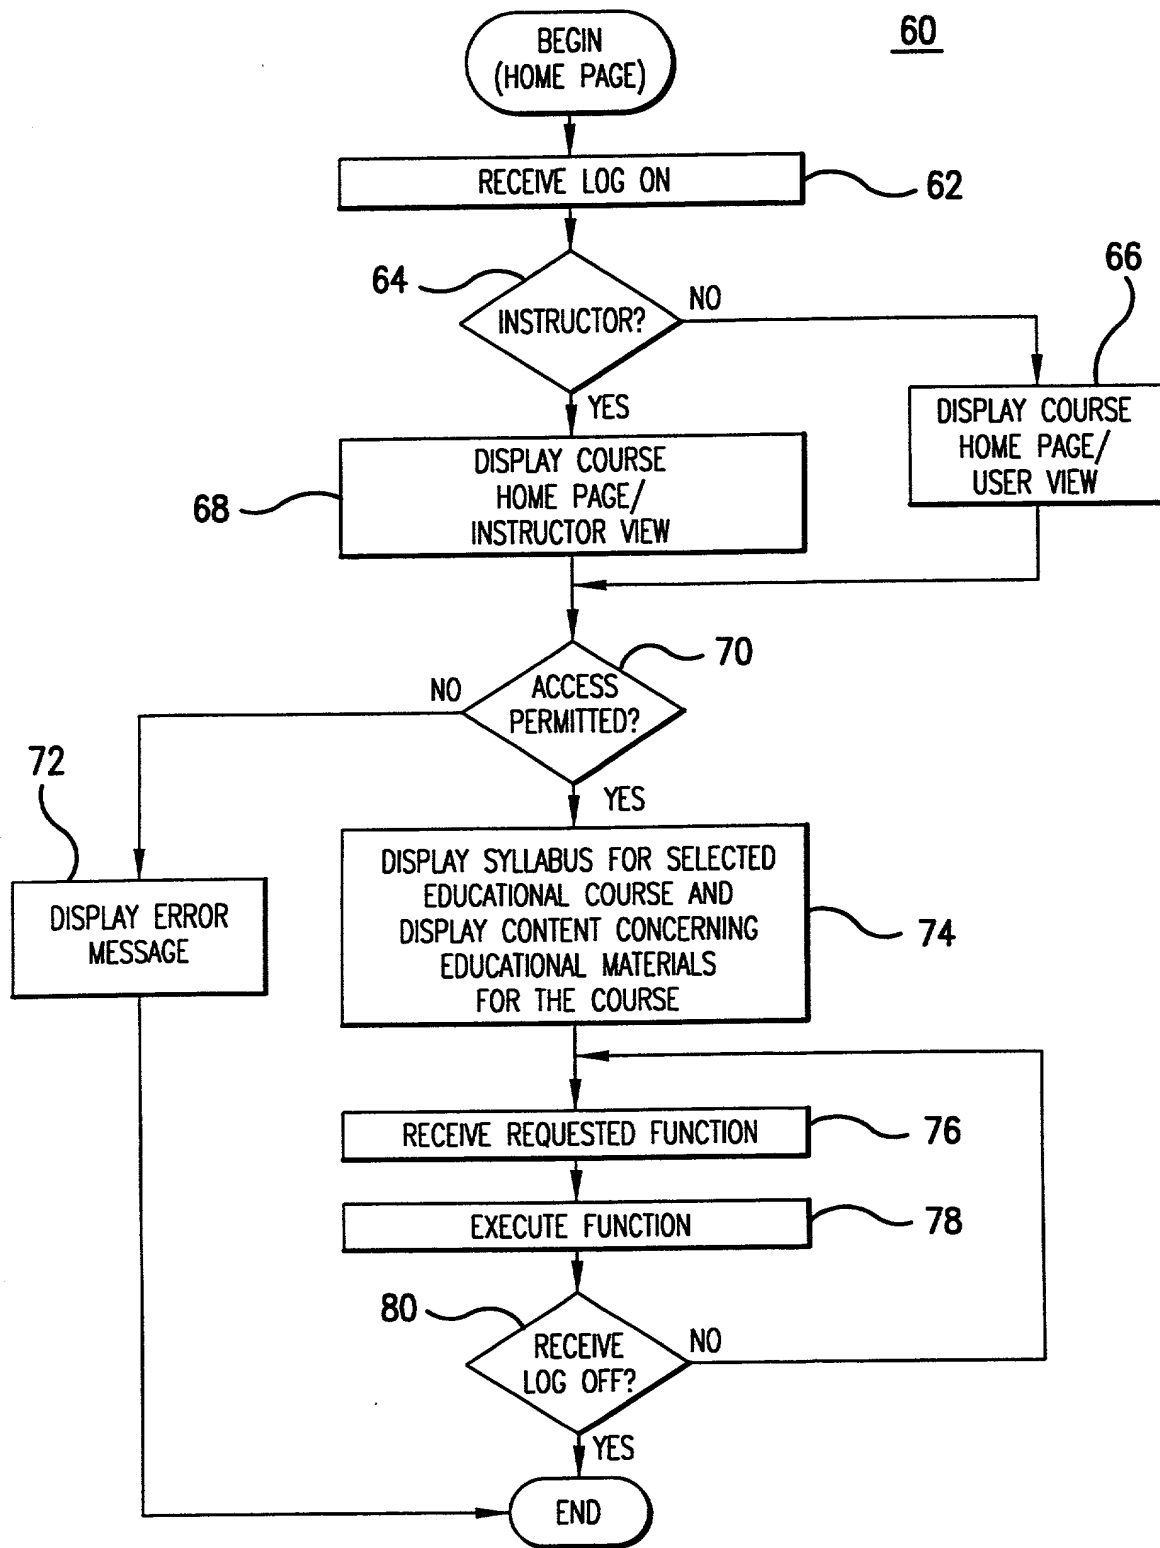 60
BEGIN
(HOME PAGE)
RECEIVE LOG ON
62
64
INSTRUCTOR?
NO
66
YES
DISPLAY COURSE
HOME PAGE/
USER VIEW
68
DISPLAY COURSE
HOME PAGE/
INSTRUCTOR VIEW
70
ACCESS
PERMITTED?
NO
YES
72
DISPLAY ERROR
MESSAGE
DISPLAY SYLLABUS FOR SELECTED
EDUCATIONAL COURSE AND
DISPLAY CONTENT CONCERNING
EDUCATIONAL MATERIALS
FOR THE COURSE
74
RECEIVE REQUESTED FUNCTION
76
EXECUTE FUNCTION
78
80
RECEIVE
LOG OFF?
NO
YES
END